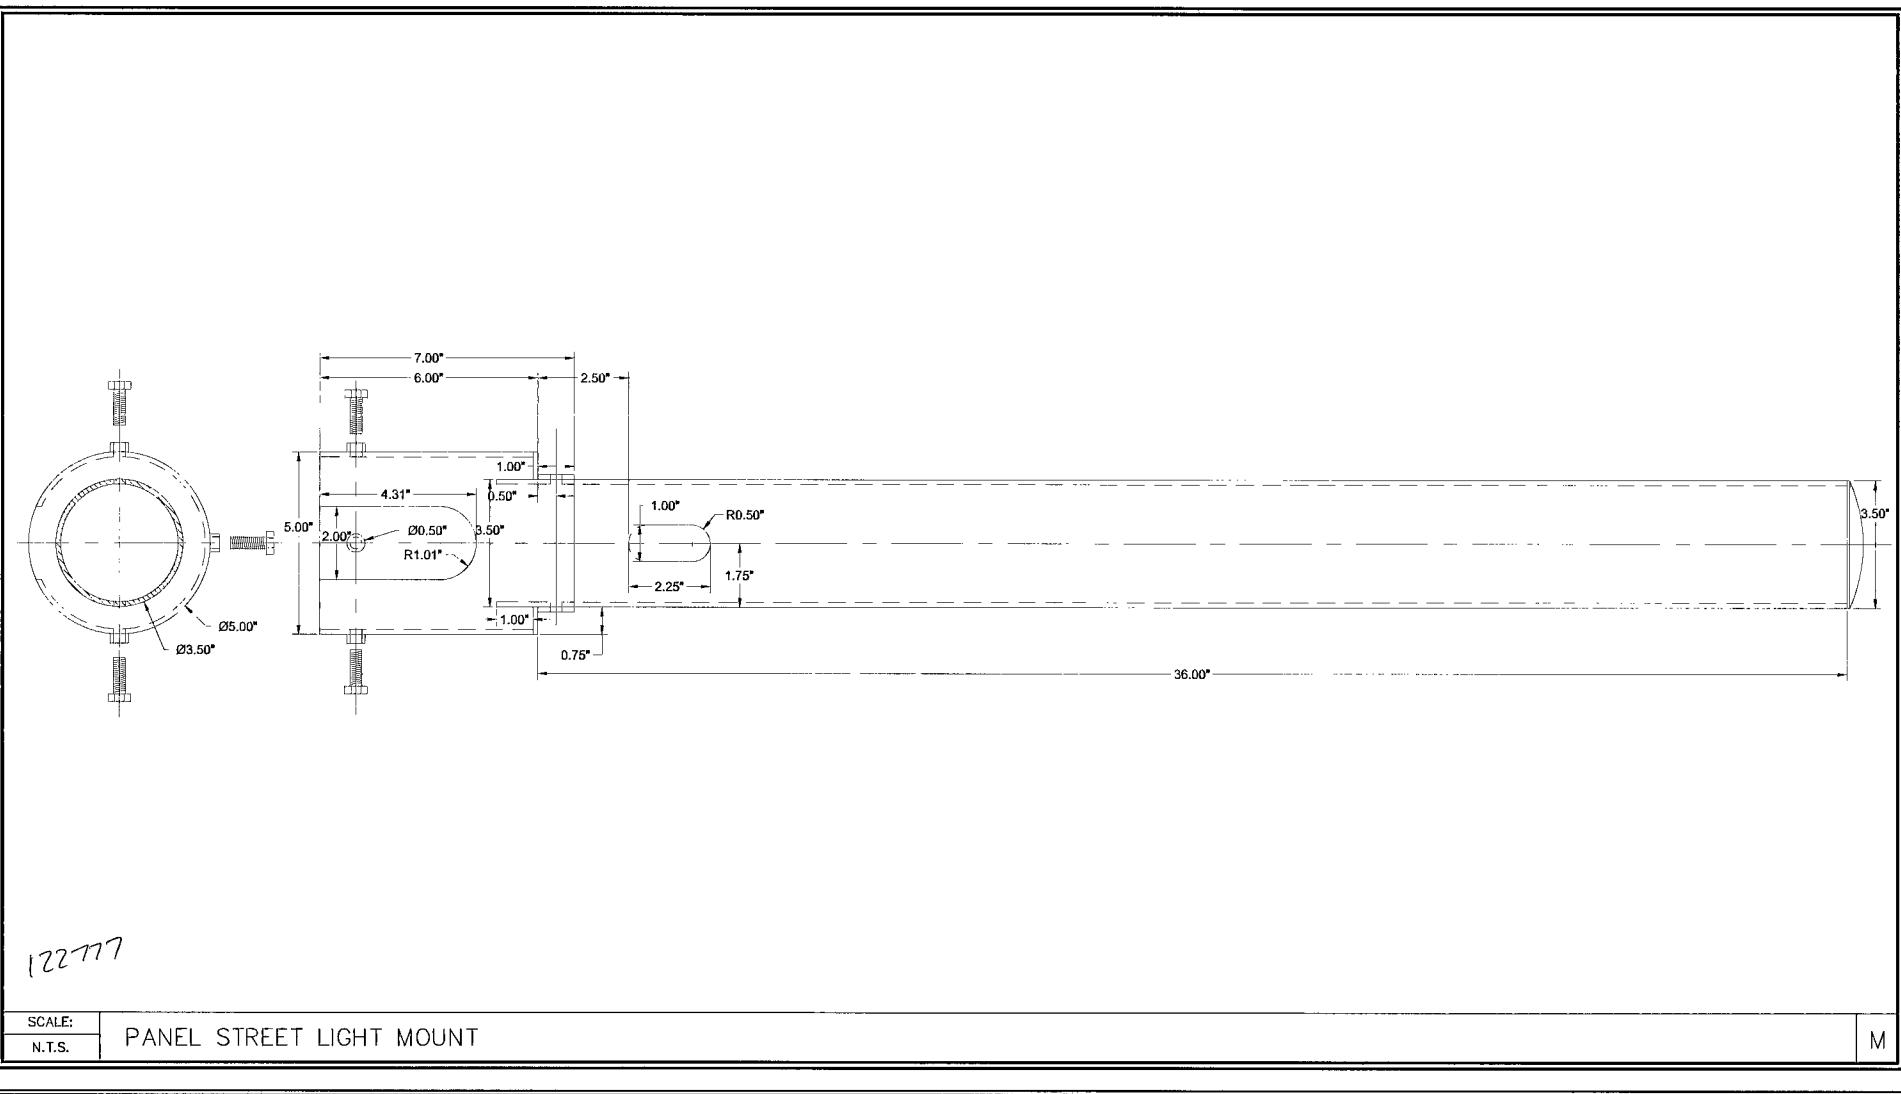 7.00"
6.00"
2.50"
1.00"
4.31"
0.50"
1.00"
R0.50"
3.50"
5.00"
2.00"
Ø0.50"
3.50"
R1.01"
1.75"
2.25"
1.00"
Ø5.00"
Ø3.50"
0.75"
36.00"
122777
SCALE:
N.T.S.
PANEL STREET LIGHT MOUNT
M